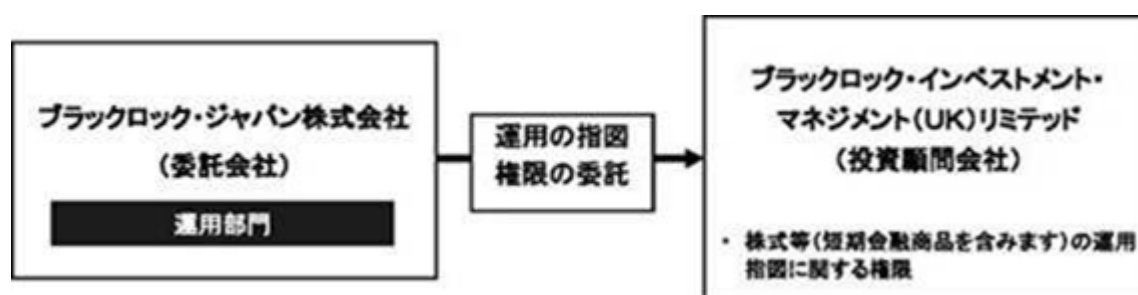 ブラックロック・ジャパン株式会社
(委託会社)
運用部門
運用の指図
権限の委託
ブラックロック・インベストメント・
マネジメント(UK)リミテッド
(投資顧問会社)
・ 株式等(短期金融商品を含みます)の運用
指図に関する権限